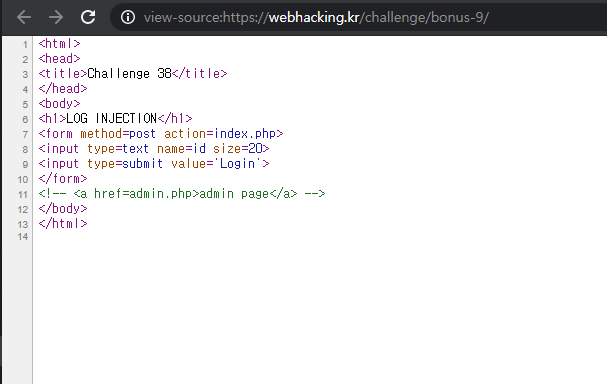 view-source:https://webhacking.kr/challenge/bonus-9/
1 <html>
2 <head>
3 <title>Challenge 38</title>
4 </head>
5 <body>
6 <h1>LOG INJECTION</h1>
7 <form method=post action=index.php>
8 <input type=text name=id size=20>
9 <input type=submit value='Login'>
10 </form>
11 <!-- <a href=admin.php>admin page</a> -->
12 </body>
13 </html>
14